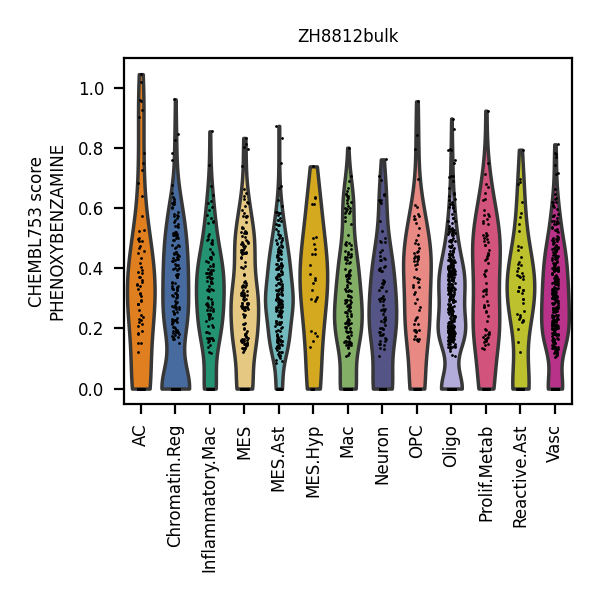 ZH8812bulk
CHEMBL753 score
PHENOXYBENZAMINE
1.0
0.8
0.6
0.4
0.2
0.0
AC
Chromatin.Reg
Inflammatory.Mac
MES
MES.Ast
MES.Hyp
Mac
Neuron
OPC
Oligo
Prolif.Metab
Reactive.Ast
Vasc